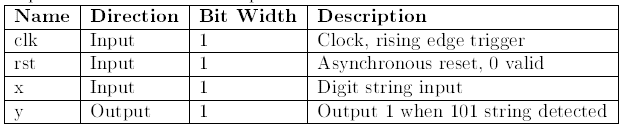 Name Direction Bit Width Description
clk Input 1 Clock, rising edge trigger
rst Input 1 Asynchronous reset, 0 valid
x Input 1 Digit string input
y Output 1 Output 1 when 101 string detected